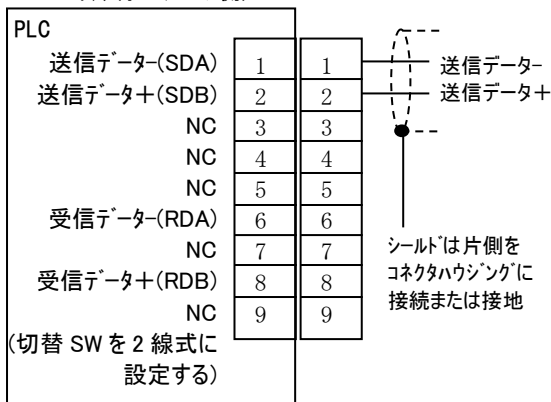 PLC
送信ﾃﾞｰﾀ-(SDA) 1 1 送信データ-
送信ﾃﾞｰﾀ+(SDB) 2 2 送信データ+
NC 3 3
NC 4 4
NC 5 5
受信ﾃﾞｰﾀ-(RDA) 6 6
NC 7 7
受信ﾃﾞｰﾀ+(RDB) 8 8
NC 9 9
ｼｰﾙﾄﾞは片側を
ｺﾈｸﾀﾊｳｼﾞﾝｸﾞに
接続または接地
(切替 SW を 2 線式に
設定する)